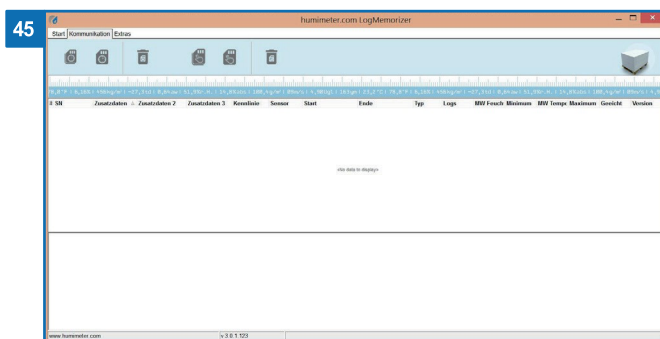 45
humimeter.com LogMemorizer
Start Kommunikation Extras
SN Zusatzdaten Zusatzdaten 2 Zusatzdaten 3 Kennlinie Sensor Start Ende Typ Logs MW Feuch Minimum MW Tempe Maximum Geeicht Version
<No data to display>
www.humimeter.com v 3.0.1.123